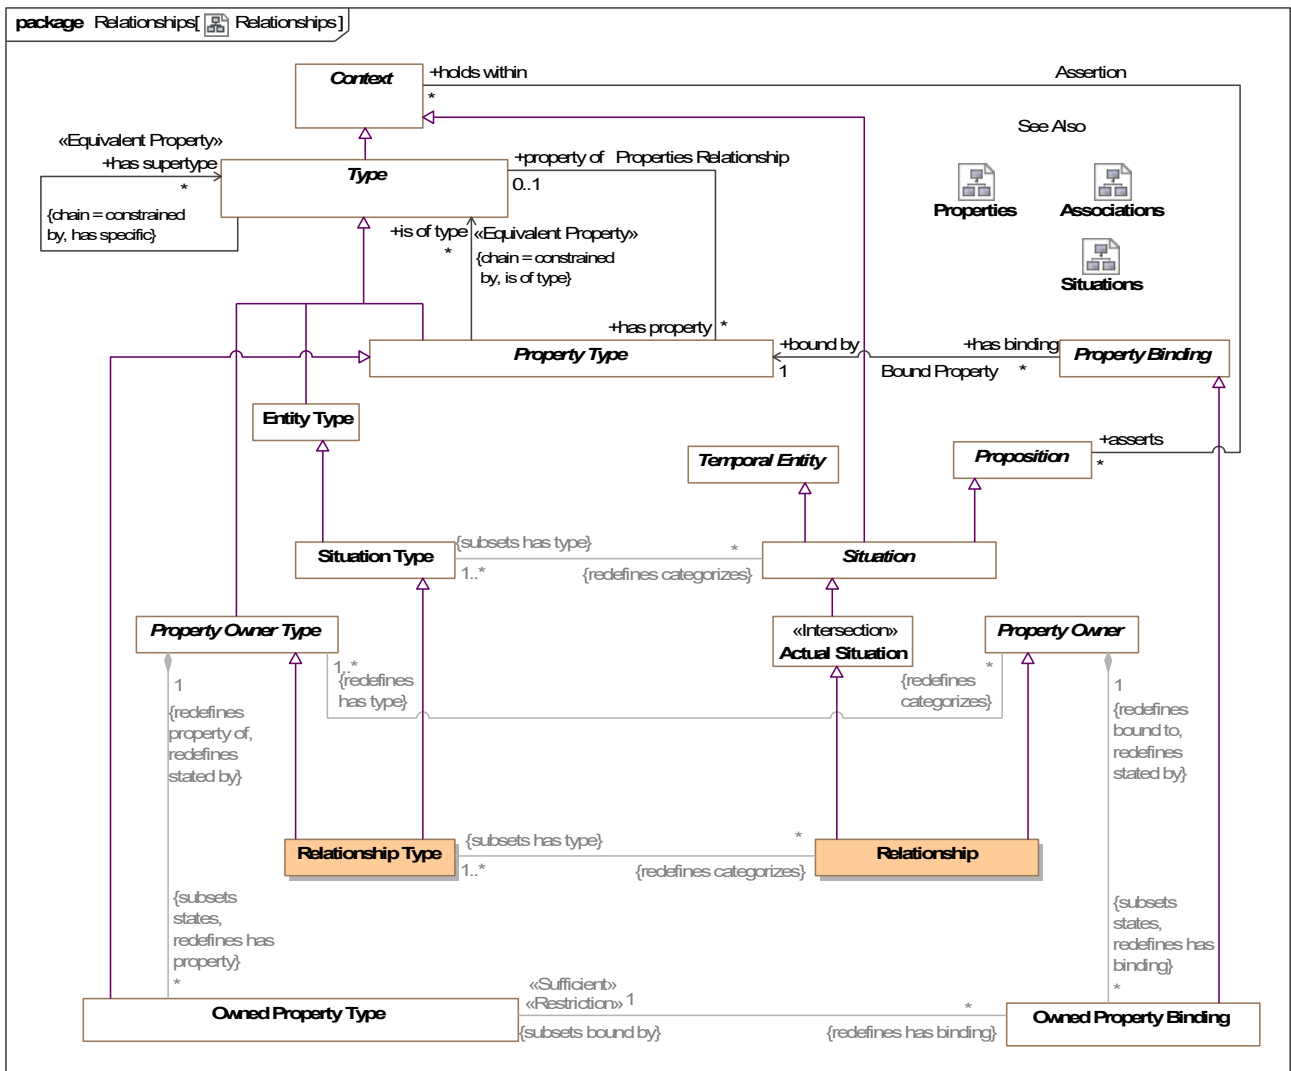 package Relationships[ Relationships ]
Context
+holds within
*
Assertion
See Also
«Equivalent Property»
+has supertype
*
Type
+property of
Properties Relationship
0..1
{chain = constrained
by, has specific}
+is of type
*
«Equivalent Property»
{chain = constrained
by, is of type}
Properties
Associations
Situations
+has property
*
Property Type
+bound by
1
Bound Property
+has binding
*
Property Binding
Entity Type
Temporal Entity
Proposition
+asserts
*
Situation Type
{subsets has type}
1..*
*
{redefines categorizes}
Situation
Property Owner Type
«Intersection»
Actual Situation
Property Owner
1
{redefines
property of,
redefines
stated by}
1..*
{redefines
has type}
*
{redefines
categorizes}
1
{redefines
bound to,
redefines
stated by}
Relationship Type
{subsets has type}
1..*
*
{redefines categorizes}
Relationship
{subsets
states,
redefines has
property}
*
{subsets
states,
redefines has
binding}
*
Owned Property Type
«Sufficient»
«Restriction»
1
{subsets bound by}
*
{redefines has binding}
Owned Property Binding